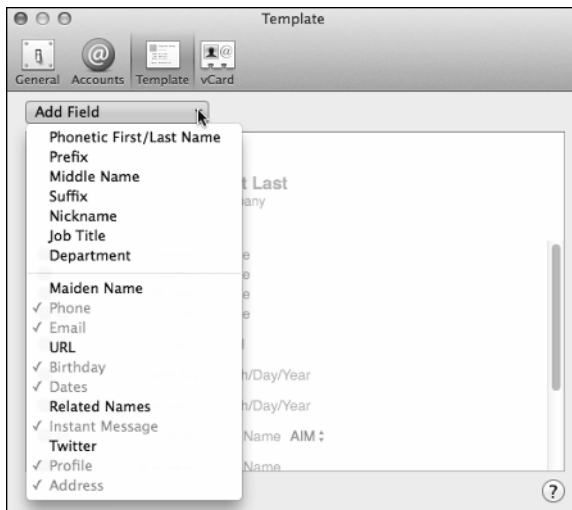 Template
General Accounts Template vCard
Add Field
Phonetic First/Last Name
Prefix
Middle Name
t Last
Suffix
any
Nickname
Job Title
Department
e
e
Maiden Name
e
✓ Phone
e
✓ Email
URL
l
✓ Birthday
h/Day/Year
✓ Dates
Related Names
h/Day/Year
✓ Instant Message
Name AIM
Twitter
✓ Profile
Name
✓ Address
?